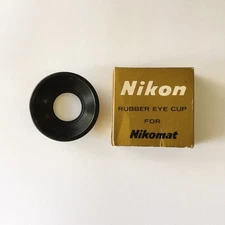 Nikon
RUBBER EYE CUP
FOR
Nikomat